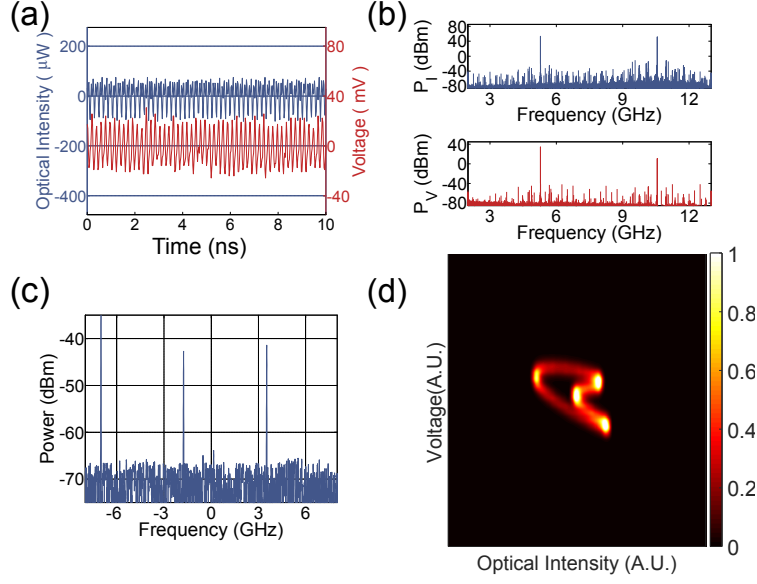 (a)
Optical Intensity ( μW )
200
0
-200
-400
80
40
0
-40
Voltage ( mV )
0 2 4 6 8 10
Time (ns)
(b)
P_I (dBm)
80
40
0
-80
3 6 9 12
Frequency (GHz)
P_V (dBm)
80
40
0
-80
3 6 9 12
Frequency (GHz)
(c)
Power (dBm)
-40
-50
-60
-70
-6 -3 0 3 6
Frequency (GHz)
(d)
Voltage(A.U.)
Optical Intensity (A.U.)
1
0.8
0.6
0.4
0.2
0